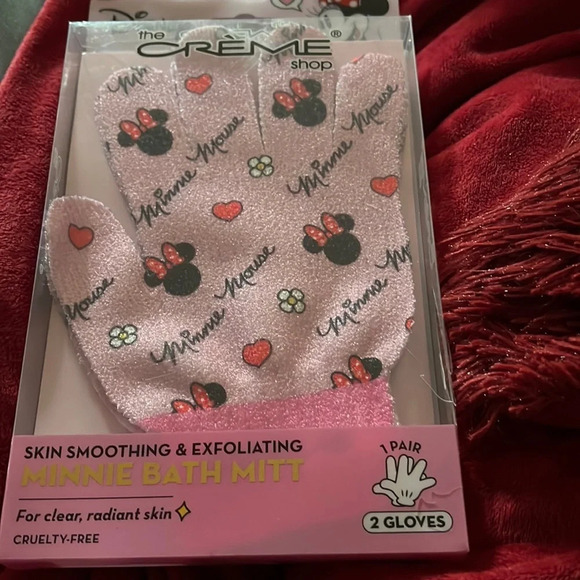 the
CRÈME®
shop
Minnie Mouse
Minnie Mouse
Minnie Mouse
Minnie M
Mouse
SKIN SMOOTHING & EXFOLIATING
MINNIE BATH MITT
For clear, radiant skin
CRUELTY-FREE
1 PAIR
2 GLOVES